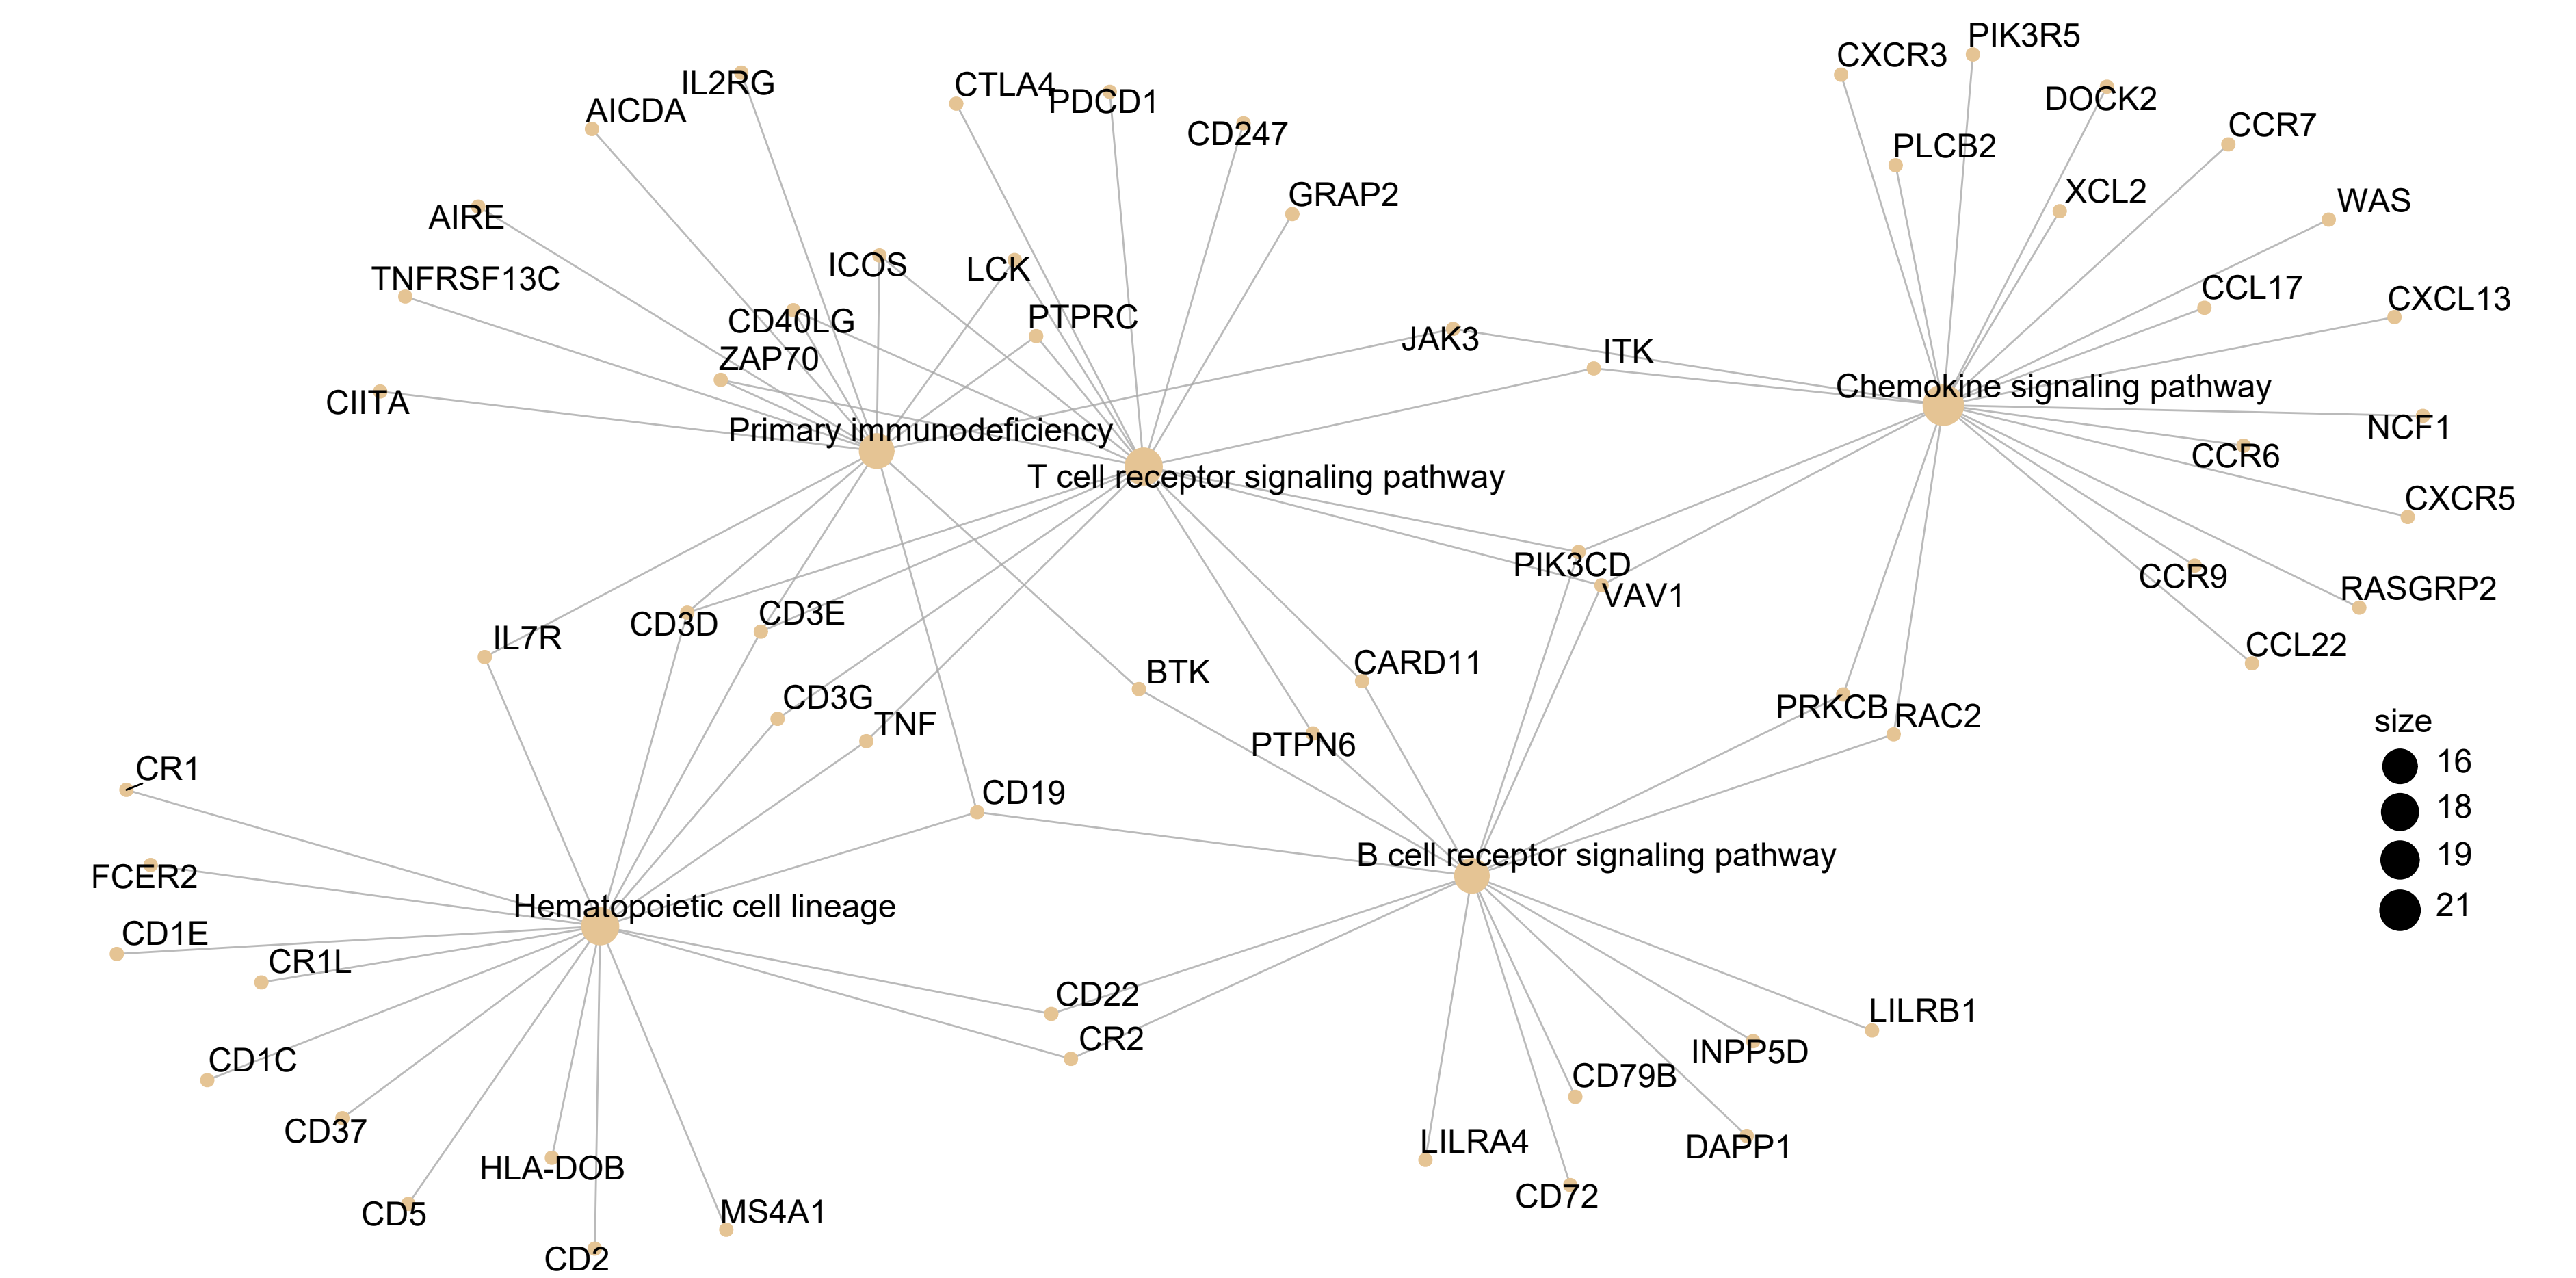 PIK3R5
CXCR3
IL2RG
CTLA4
PDCD1
DOCK2
AICDA
CD247
CCR7
PLCB2
GRAP2
XCL2
WAS
AIRE
ICOS
LCK
TNFRSF13C
CCL17
CXCL13
CD40LG
PTPRC
JAK3
ITK
ZAP70
CIITA
Chemokine signaling pathway
Primary immunodeficiency
NCF1
CCR6
T cell receptor signaling pathway
CXCR5
PIK3CD
CCR9
RASGRP2
VAV1
CD3D
CD3E
IL7R
CCL22
CARD11
BTK
CD3G
TNF
PRKCB
RAC2
size
PTPN6
16
CR1
CD19
18
B cell receptor signaling pathway
19
FCER2
Hematopoietic cell lineage
21
CD1E
CR1L
CD22
LILRB1
CR2
INPP5D
CD1C
CD79B
CD37
LILRA4
DAPP1
HLA-DOB
CD72
CD5
MS4A1
CD2